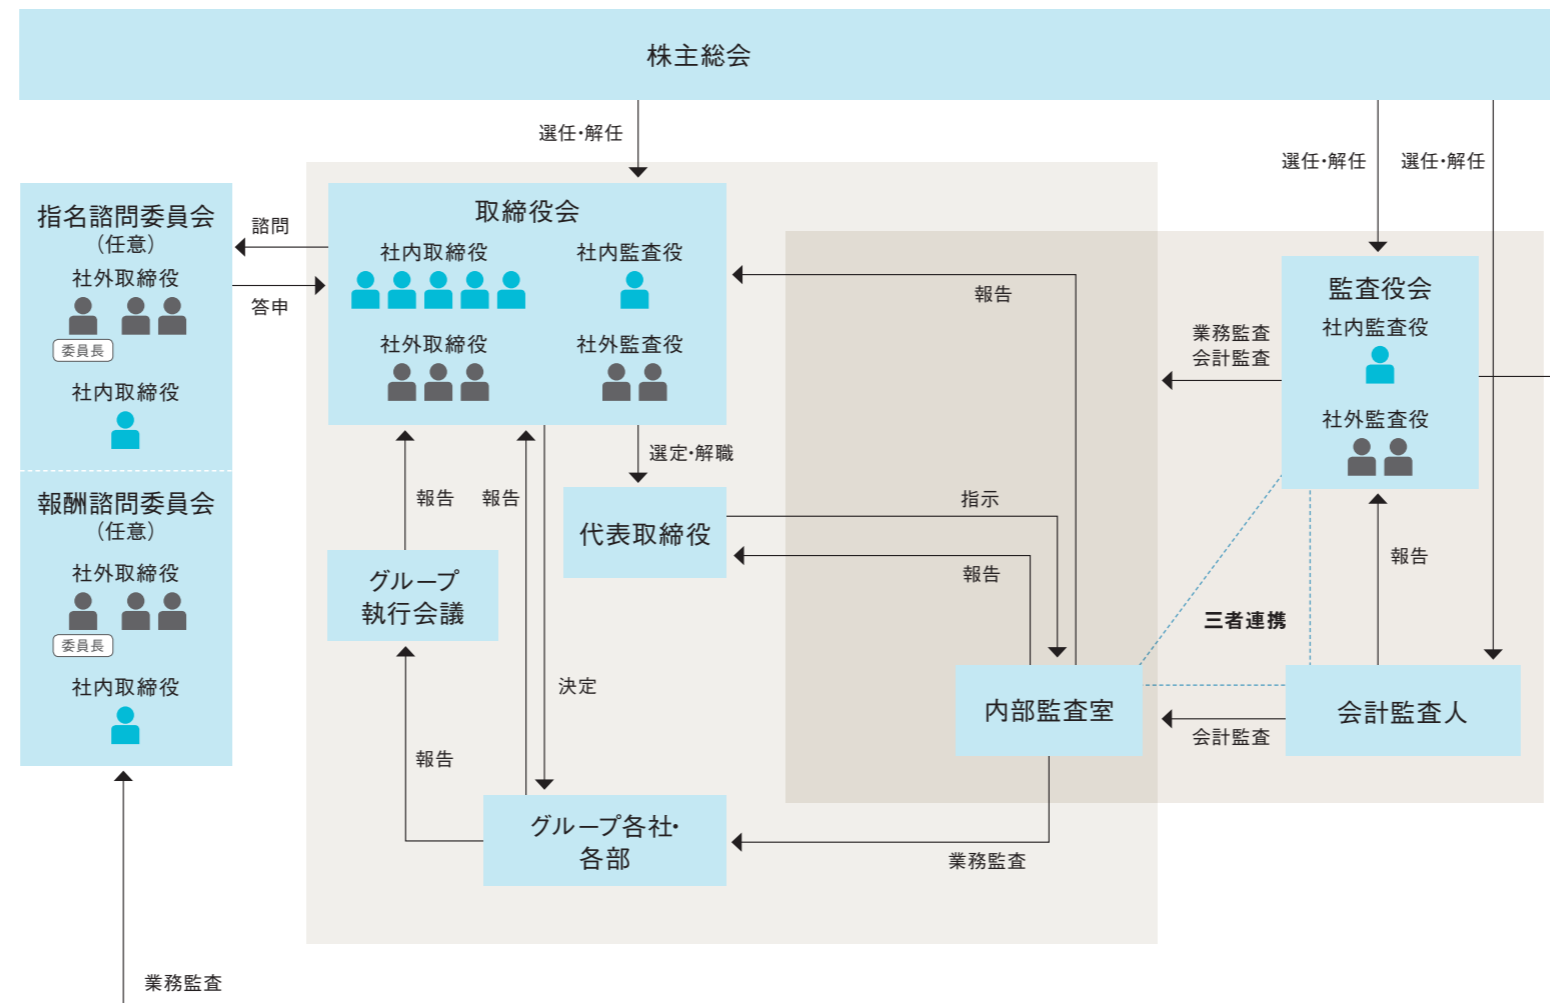 株主総会
選任・解任
選任・解任
選任・解任
指名諮問委員会
（任意）
社外取締役
委員長
社内取締役
報酬諮問委員会
（任意）
社外取締役
委員長
社内取締役
諮問
答申
取締役会
社内取締役
社内監査役
社外取締役
社外監査役
報告
業務監査
会計監査
監査役会
社内監査役
社外監査役
報告
報告
選定・解職
代表取締役
指示
報告
報告
グループ
執行会議
三者連携
決定
内部監査室
会計監査人
会計監査
報告
グループ各社・
各部
業務監査
業務監査